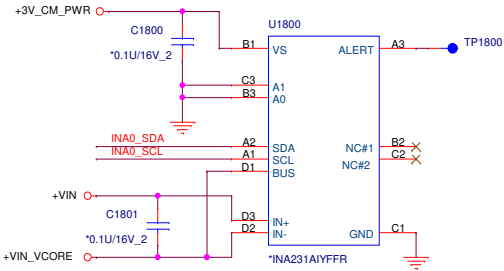 +3V_CM_PWR
U1800
C1800
*0.1U/16V_2
B1 VS ALERT A3 TP1800
C3 A1
B3 A0
INA0_SDA A2 SDA NC#1 B2
INA0_SCL A1 SCL NC#2 C2
D1 BUS
+VIN
C1801
*0.1U/16V_2
D3 IN+
D2 IN- GND C1
+VIN_VCORE
*INA231AIYFFR